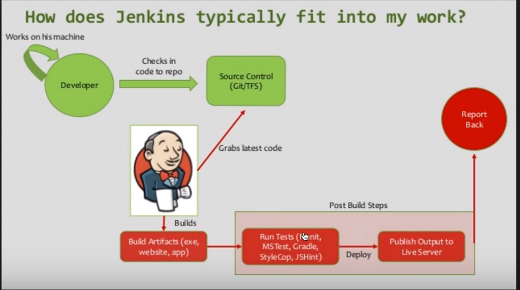 How does Jenkins typically fit into my work?
Works on his machine
Developer
Checks in
code to repo
Source Control
(Git/TFS)
Report
Back
Grabs latest code
Builds
Post Build Steps
Build Artifacts (exe,
website, app)
Run Tests (
MSTest, Gradle,
StyleCop, JSHint)
Deploy
Publish Output to
Live Server